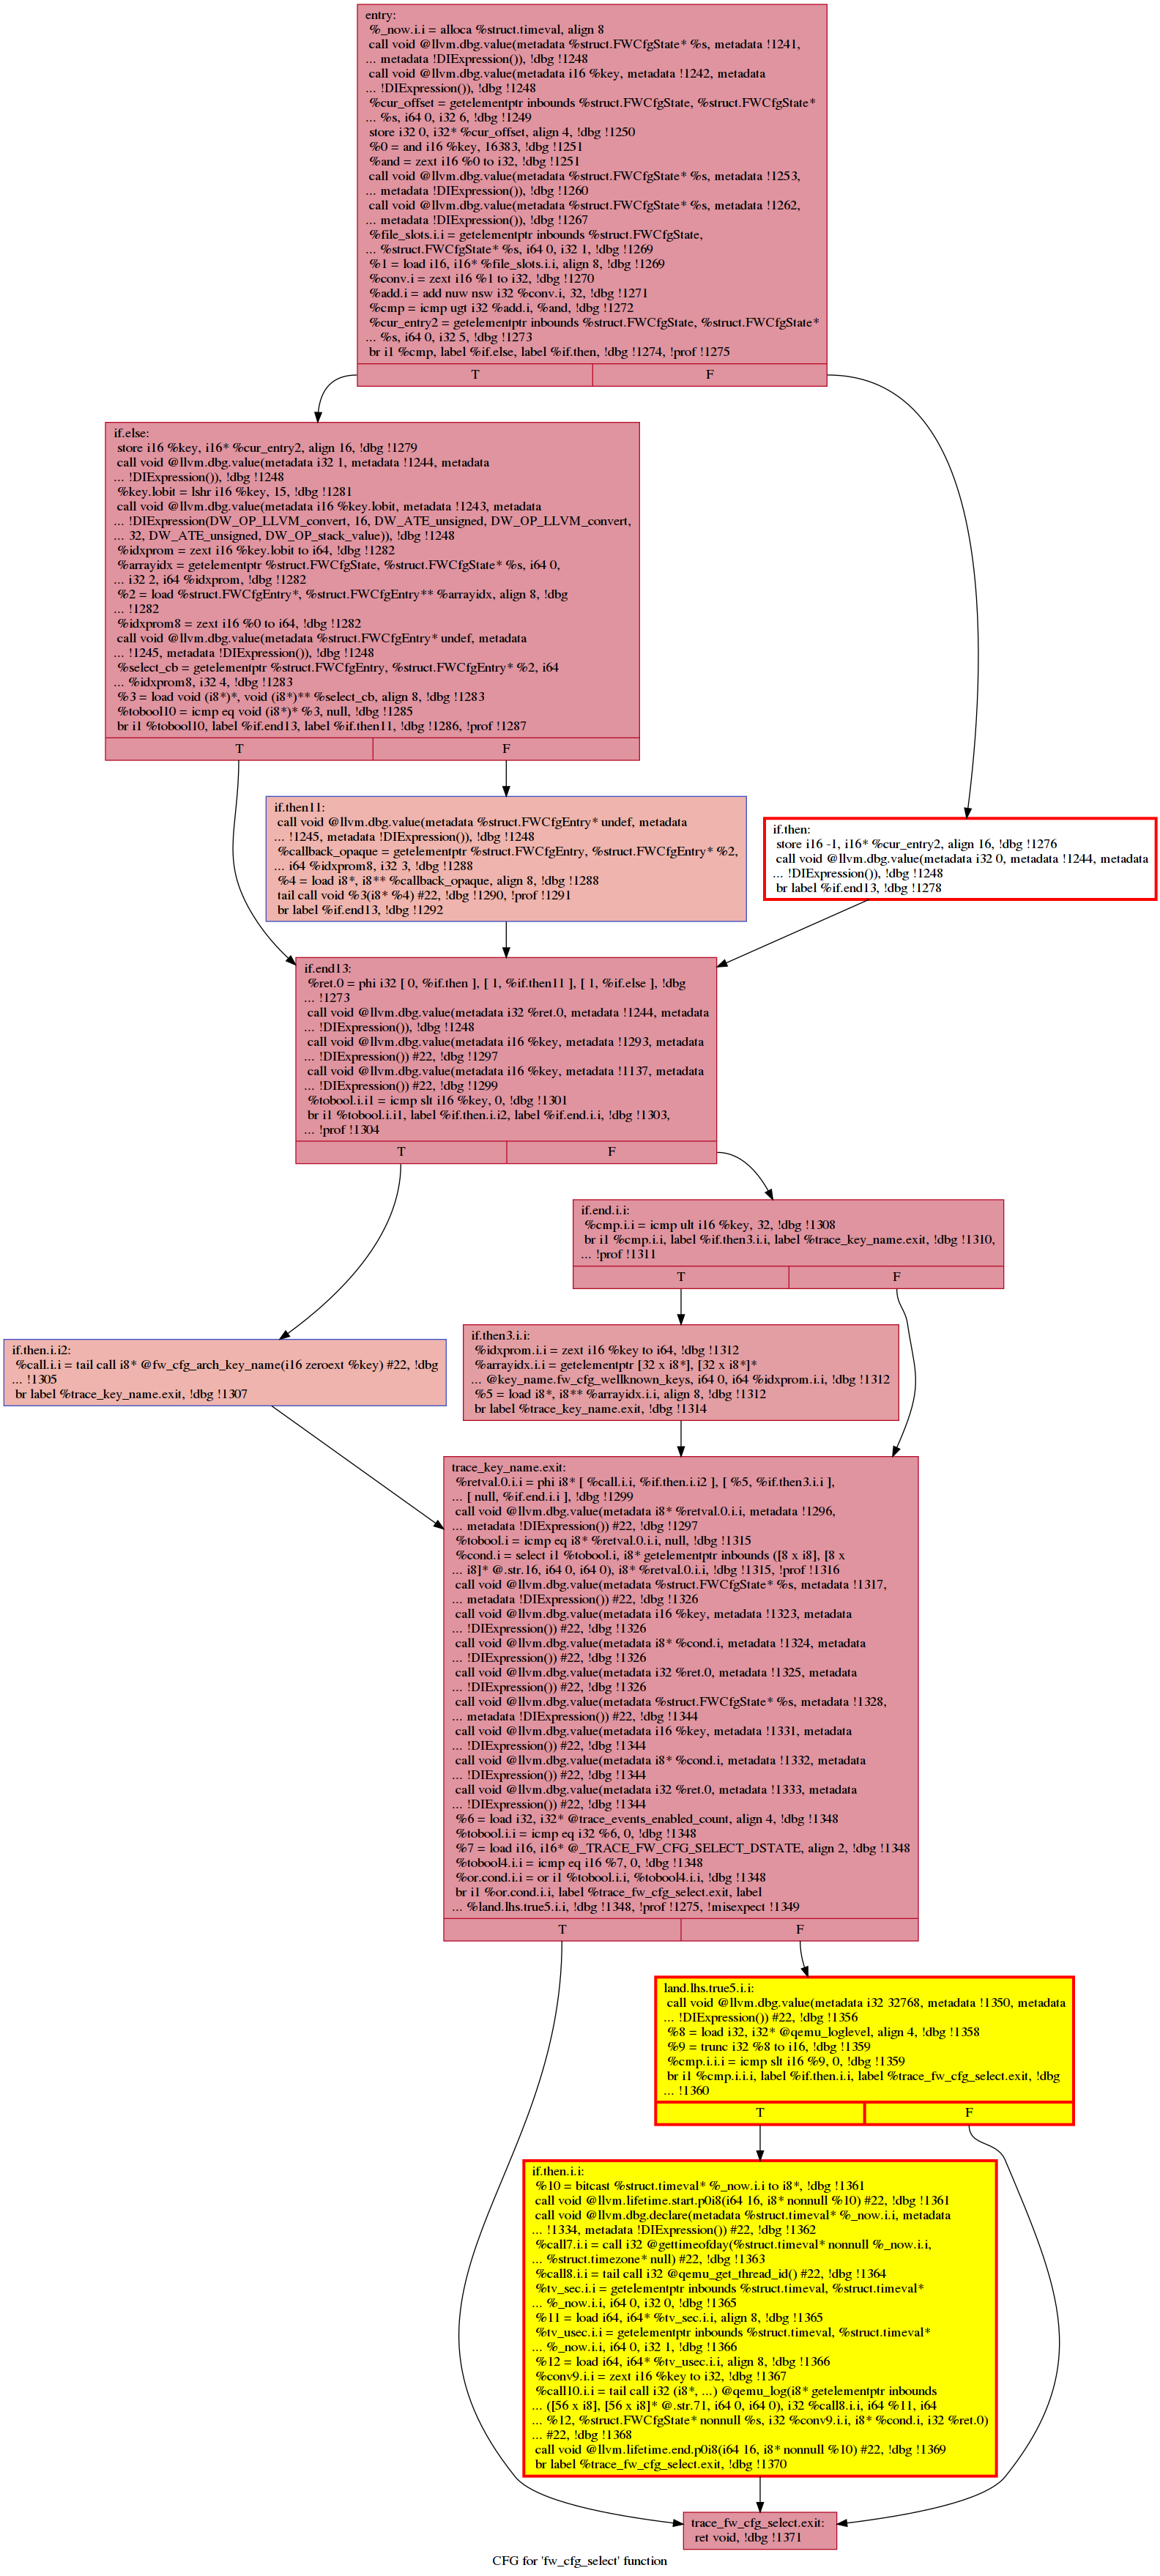 entry:
%_now.i.i = alloca %struct.timeval, align 8
call void @llvm.dbg.value(metadata %struct.FWCfgState* %s, metadata !1241,
... metadata !DIExpression()), !dbg !1248
call void @llvm.dbg.value(metadata i16 %key, metadata !1242, metadata
... !DIExpression()), !dbg !1248
%cur_offset = getelementptr inbounds %struct.FWCfgState, %struct.FWCfgState*
... %s, i64 0, i32 6, !dbg !1249
store i32 0, i32* %cur_offset, align 4, !dbg !1250
%0 = and i16 %key, 16383, !dbg !1251
%and = zext i16 %0 to i32, !dbg !1251
call void @llvm.dbg.value(metadata %struct.FWCfgState* %s, metadata !1253,
... metadata !DIExpression()), !dbg !1260
call void @llvm.dbg.value(metadata %struct.FWCfgState* %s, metadata !1262,
... metadata !DIExpression()), !dbg !1267
%file_slots.i.i = getelementptr inbounds %struct.FWCfgState,
... %struct.FWCfgState* %s, i64 0, i32 1, !dbg !1269
%1 = load i16, i16* %file_slots.i.i, align 8, !dbg !1269
%conv.i = zext i16 %1 to i32, !dbg !1270
%add.i = add nuw nsw i32 %conv.i, 32, !dbg !1271
%cmp = icmp ugt i32 %add.i, %and, !dbg !1272
%cur_entry2 = getelementptr inbounds %struct.FWCfgState, %struct.FWCfgState*
... %s, i64 0, i32 5, !dbg !1273
br i1 %cmp, label %if.else, label %if.then, !dbg !1274, !prof !1275
T F
if.else:
store i16 %key, i16* %cur_entry2, align 16, !dbg !1279
call void @llvm.dbg.value(metadata i32 1, metadata !1244, metadata
... !DIExpression()), !dbg !1248
%key.lobit = lshr i16 %key, 15, !dbg !1281
call void @llvm.dbg.value(metadata i16 %key.lobit, metadata !1243, metadata
... !DIExpression(DW_OP_LLVM_convert, 16, DW_ATE_unsigned, DW_OP_LLVM_convert,
... 32, DW_ATE_unsigned, DW_OP_stack_value)), !dbg !1248
%idxprom = zext i16 %key.lobit to i64, !dbg !1282
%arrayidx = getelementptr %struct.FWCfgState, %struct.FWCfgState* %s, i64 0,
... i32 2, i64 %idxprom, !dbg !1282
%2 = load %struct.FWCfgEntry*, %struct.FWCfgEntry** %arrayidx, align 8, !dbg
... !1282
%idxprom8 = zext i16 %0 to i64, !dbg !1282
call void @llvm.dbg.value(metadata %struct.FWCfgEntry* undef, metadata
... !1245, metadata !DIExpression()), !dbg !1248
%select_cb = getelementptr %struct.FWCfgEntry, %struct.FWCfgEntry* %2, i64
... %idxprom8, i32 4, !dbg !1283
%3 = load void (i8*)*, void (i8*)** %select_cb, align 8, !dbg !1283
%tobool10 = icmp eq void (i8*)* %3, null, !dbg !1285
br i1 %tobool10, label %if.end13, label %if.then11, !dbg !1286, !prof !1287
T F
if.then11:
call void @llvm.dbg.value(metadata %struct.FWCfgEntry* undef, metadata
... !1245, metadata !DIExpression()), !dbg !1248
%callback_opaque = getelementptr %struct.FWCfgEntry, %struct.FWCfgEntry* %2,
... i64 %idxprom8, i32 3, !dbg !1288
%4 = load i8*, i8** %callback_opaque, align 8, !dbg !1288
tail call void %3(i8* %4) #22, !dbg !1290, !prof !1291
br label %if.end13, !dbg !1292
if.then:
store i16 -1, i16* %cur_entry2, align 16, !dbg !1276
call void @llvm.dbg.value(metadata i32 0, metadata !1244, metadata
... !DIExpression()), !dbg !1248
br label %if.end13, !dbg !1278
if.end13:
%ret.0 = phi i32 [ 0, %if.then ], [ 1, %if.then11 ], [ 1, %if.else ], !dbg
... !1273
call void @llvm.dbg.value(metadata i32 %ret.0, metadata !1244, metadata
... !DIExpression()), !dbg !1248
call void @llvm.dbg.value(metadata i16 %key, metadata !1293, metadata
... !DIExpression()) #22, !dbg !1297
call void @llvm.dbg.value(metadata i16 %key, metadata !1137, metadata
... !DIExpression()) #22, !dbg !1299
%tobool.i.i1 = icmp slt i16 %key, 0, !dbg !1301
br i1 %tobool.i.i1, label %if.then.i.i2, label %if.end.i.i, !dbg !1303,
... !prof !1304
T F
if.end.i.i:
%cmp.i.i = icmp ult i16 %key, 32, !dbg !1308
br i1 %cmp.i.i, label %if.then3.i.i, label %trace_key_name.exit, !dbg !1310,
... !prof !1311
T F
if.then.i.i2:
%call.i.i = tail call i8* @fw_cfg_arch_key_name(i16 zeroext %key) #22, !dbg
... !1305
br label %trace_key_name.exit, !dbg !1307
if.then3.i.i:
%idxprom.i.i = zext i16 %key to i64, !dbg !1312
%arrayidx.i.i = getelementptr [32 x i8*], [32 x i8*]*
... @key_name.fw_cfg_wellknown_keys, i64 0, i64 %idxprom.i.i, !dbg !1312
%5 = load i8*, i8** %arrayidx.i.i, align 8, !dbg !1312
br label %trace_key_name.exit, !dbg !1314
trace_key_name.exit:
%retval.0.i.i = phi i8* [ %call.i.i, %if.then.i.i2 ], [ %5, %if.then3.i.i ],
... [ null, %if.end.i.i ], !dbg !1299
call void @llvm.dbg.value(metadata i8* %retval.0.i.i, metadata !1296,
... metadata !DIExpression()) #22, !dbg !1297
%tobool.i = icmp eq i8* %retval.0.i.i, null, !dbg !1315
%cond.i = select i1 %tobool.i, i8* getelementptr inbounds ([8 x i8], [8 x
... i8]* @.str.16, i64 0, i64 0), i8* %retval.0.i.i, !dbg !1315, !prof !1316
call void @llvm.dbg.value(metadata %struct.FWCfgState* %s, metadata !1317,
... metadata !DIExpression()) #22, !dbg !1326
call void @llvm.dbg.value(metadata i16 %key, metadata !1323, metadata
... !DIExpression()) #22, !dbg !1326
call void @llvm.dbg.value(metadata i8* %cond.i, metadata !1324, metadata
... !DIExpression()) #22, !dbg !1326
call void @llvm.dbg.value(metadata i32 %ret.0, metadata !1325, metadata
... !DIExpression()) #22, !dbg !1326
call void @llvm.dbg.value(metadata %struct.FWCfgState* %s, metadata !1328,
... metadata !DIExpression()) #22, !dbg !1344
call void @llvm.dbg.value(metadata i16 %key, metadata !1331, metadata
... !DIExpression()) #22, !dbg !1344
call void @llvm.dbg.value(metadata i8* %cond.i, metadata !1332, metadata
... !DIExpression()) #22, !dbg !1344
call void @llvm.dbg.value(metadata i32 %ret.0, metadata !1333, metadata
... !DIExpression()) #22, !dbg !1344
%6 = load i32, i32* @trace_events_enabled_count, align 4, !dbg !1348
%tobool.i.i = icmp eq i32 %6, 0, !dbg !1348
%7 = load i16, i16* @_TRACE_FW_CFG_SELECT_DSTATE, align 2, !dbg !1348
%tobool4.i.i = icmp eq i16 %7, 0, !dbg !1348
%or.cond.i.i = or i1 %tobool.i.i, %tobool4.i.i, !dbg !1348
br i1 %or.cond.i.i, label %trace_fw_cfg_select.exit, label
... %land.lhs.true5.i.i, !dbg !1348, !prof !1275, !misexpect !1349
T F
land.lhs.true5.i.i:
call void @llvm.dbg.value(metadata i32 32768, metadata !1350, metadata
... !DIExpression()) #22, !dbg !1356
%8 = load i32, i32* @qemu_loglevel, align 4, !dbg !1358
%9 = trunc i32 %8 to i16, !dbg !1359
%cmp.i.i.i = icmp slt i16 %9, 0, !dbg !1359
br i1 %cmp.i.i.i, label %if.then.i.i, label %trace_fw_cfg_select.exit, !dbg
... !1360
T F
if.then.i.i:
%10 = bitcast %struct.timeval* %_now.i.i to i8*, !dbg !1361
call void @llvm.lifetime.start.p0i8(i64 16, i8* nonnull %10) #22, !dbg !1361
call void @llvm.dbg.declare(metadata %struct.timeval* %_now.i.i, metadata
... !1334, metadata !DIExpression()) #22, !dbg !1362
%call7.i.i = call i32 @gettimeofday(%struct.timeval* nonnull %_now.i.i,
... %struct.timezone* null) #22, !dbg !1363
%call8.i.i = tail call i32 @qemu_get_thread_id() #22, !dbg !1364
%tv_sec.i.i = getelementptr inbounds %struct.timeval, %struct.timeval*
... %_now.i.i, i64 0, i32 0, !dbg !1365
%11 = load i64, i64* %tv_sec.i.i, align 8, !dbg !1365
%tv_usec.i.i = getelementptr inbounds %struct.timeval, %struct.timeval*
... %_now.i.i, i64 0, i32 1, !dbg !1366
%12 = load i64, i64* %tv_usec.i.i, align 8, !dbg !1366
%conv9.i.i = zext i16 %key to i32, !dbg !1367
%call10.i.i = tail call i32 (i8*, ...) @qemu_log(i8* getelementptr inbounds
... ([56 x i8], [56 x i8]* @.str.71, i64 0, i64 0), i32 %call8.i.i, i64 %11, i64
... %12, %struct.FWCfgState* nonnull %s, i32 %conv9.i.i, i8* %cond.i, i32 %ret.0)
... #22, !dbg !1368
call void @llvm.lifetime.end.p0i8(i64 16, i8* nonnull %10) #22, !dbg !1369
br label %trace_fw_cfg_select.exit, !dbg !1370
trace_fw_cfg_select.exit:
ret void, !dbg !1371
CFG for 'fw_cfg_select' function